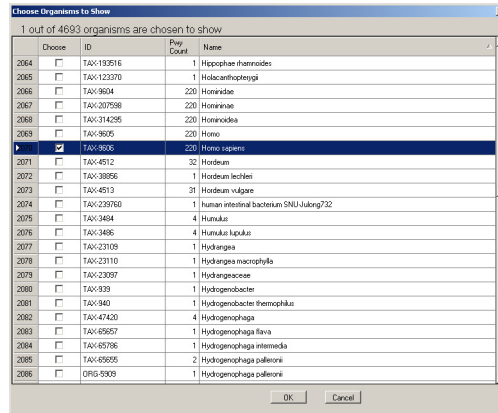 Choose Organisms to Show
1 out of 4693 organisms are chosen to show
Choose ID Pwy Count Name
2064 TAX-193516 1 Hippophae rhamnoides
2065 TAX-123370 1 Holacanthopterygii
2066 TAX-9604 220 Hominidae
2067 TAX-207598 220 Homininae
2068 TAX-314295 220 Hominoidea
2069 TAX-9605 220 Homo
TAX-9606 220 Homo sapiens
2071 TAX-4512 32 Hordeum
2072 TAX-38856 1 Hordeum lechleri
2073 TAX-4513 31 Hordeum vulgare
2074 TAX-239760 1 human intestinal bacterium SNU-Julong732
2075 TAX-3484 4 Humulus
2076 TAX-3486 4 Humulus lupulus
2077 TAX-23109 1 Hydrangea
2078 TAX-23110 1 Hydrangea macrophylla
2079 TAX-23097 1 Hydrangeaceae
2080 TAX-939 1 Hydrogenobacter
2081 TAX-940 1 Hydrogenobacter thermophilus
2082 TAX-47420 4 Hydrogenophaga
2083 TAX-65657 1 Hydrogenophaga flava
2084 TAX-65786 1 Hydrogenophaga intermedia
2085 TAX-65655 2 Hydrogenophaga palleronii
2086 ORG-5909 1 Hydrogenophaga palleronii
OK Cancel